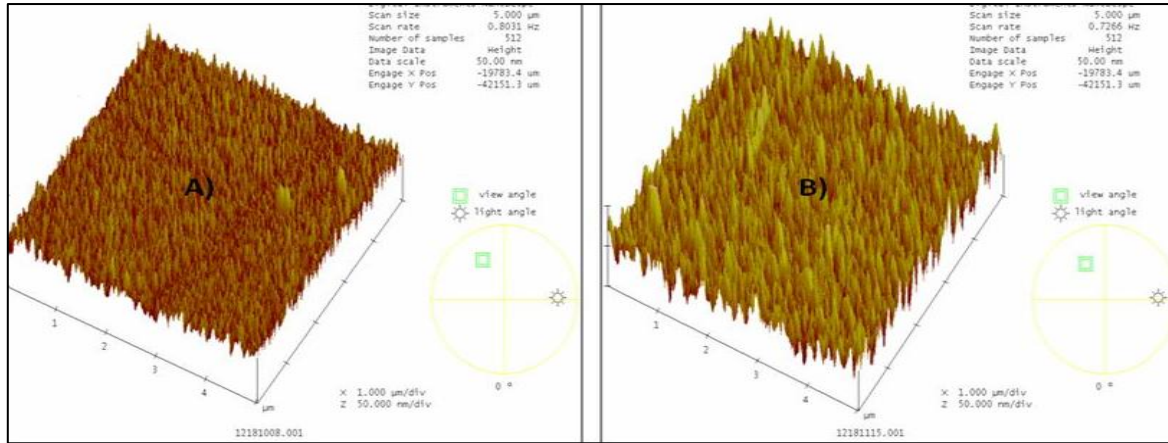 Scan size 5.000 µm
Scan rate 0.8031 Hz
Number of samples 512
Image Data Height
Data scale 50.00 nm
Engage X Pos -19783.4 um
Engage Y Pos -42151.3 um
A)
view angle
light angle
0 °
1
2
3
4
µm
X 1.000 µm/div
Z 50.000 nm/div
12181008.001
Scan size 5.000 µm
Scan rate 0.7266 Hz
Number of samples 512
Image Data Height
Data scale 50.00 nm
Engage X Pos -19783.4 um
Engage Y Pos -42151.3 um
B)
view angle
light angle
0 °
1
2
3
4
µm
X 1.000 µm/div
Z 50.000 nm/div
12181115.001